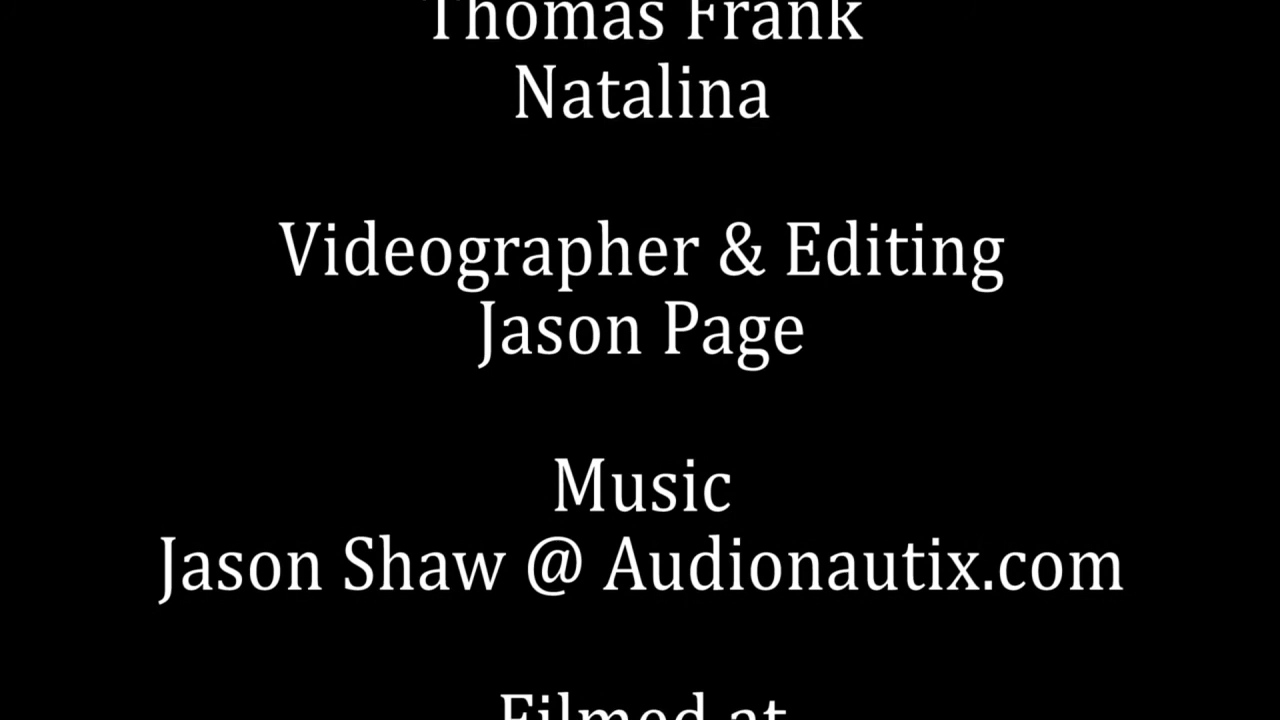 Thomas Frank
Natalina
Videographer & Editing
Jason Page
Music
Jason Shaw @ Audionautix.com
Filmed at